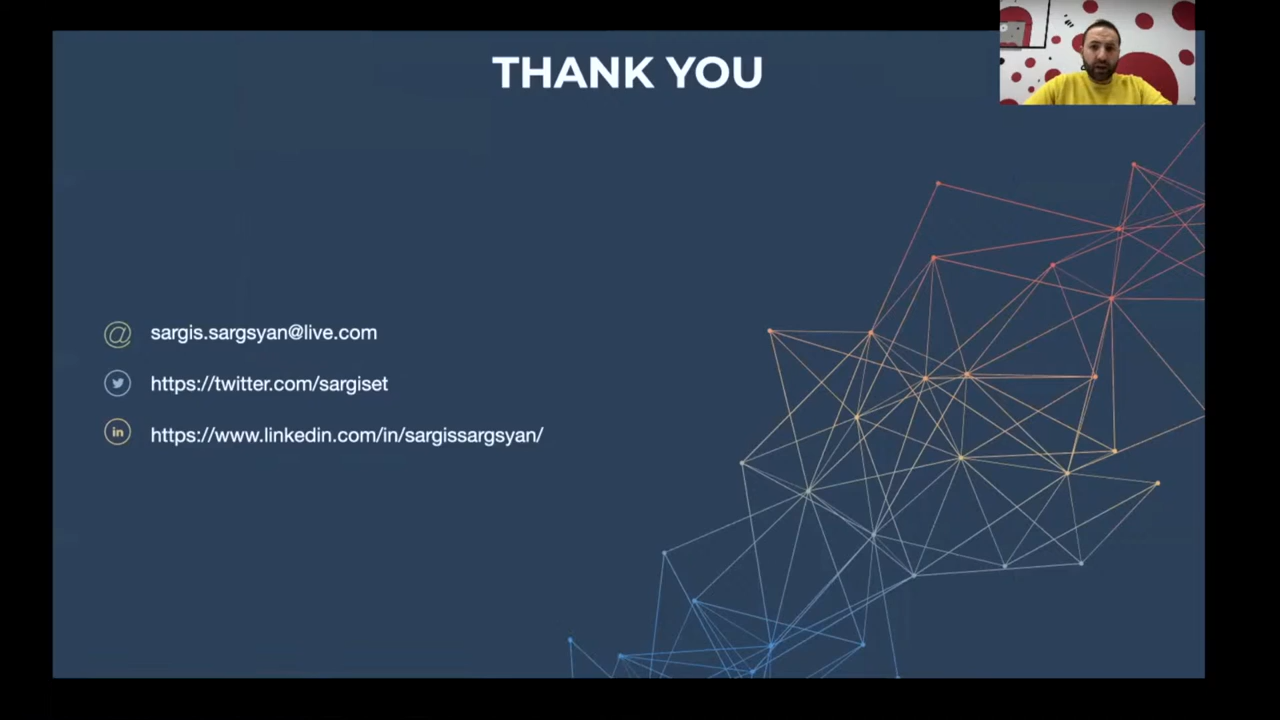 THANK YOU
sargis.sargsyan@live.com
https://twitter.com/sargiset
https://www.linkedin.com/in/sargissargsyan/